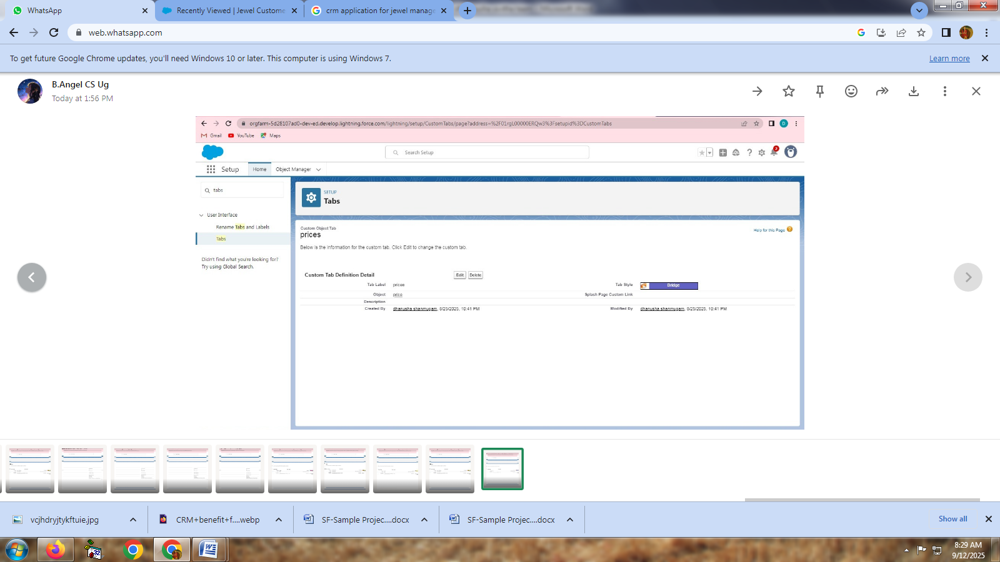 WhatsApp
Recently Viewed | Jewel Custome
crm application for jewel manage
web.whatsapp.com
To get future Google Chrome updates, you'll need Windows 10 or later. This computer is using Windows 7.
Learn more
B.Angel CS Ug
Today at 1:56 PM
orgfarm-5d28107ad0-dev-ed.develop.lightning.force.com/lightning/setup/CustomTabs/page?address=%2F01rgL00000ERQw3%3Fsetupid%3DCustomTabs
Gmail YouTube Maps
Search Setup
2
Setup Home Object Manager
tabs
SETUP
Tabs
User Interface
Rename Tabs and Labels
Tabs
Didn't find what you're looking for?
Try using Global Search.
Custom Object Tab
prices
Help for this Page
Below is the information for the custom tab. Click Edit to change the custom tab.
Custom Tab Definition Detail Edit Delete
Tab Label prices Tab Style Bridge
Object price Splash Page Custom Link
Description
Created By dhanusha shanmugam, 8/25/2025, 10:41 PM Modified By dhanusha shanmugam, 8/25/2025, 10:41 PM
vcjhdryjtykftuie.jpg
CRM+benefit+f....webp
SF-Sample Projec....docx
SF-Sample Projec....docx
Show all
8:29 AM
9/12/2025